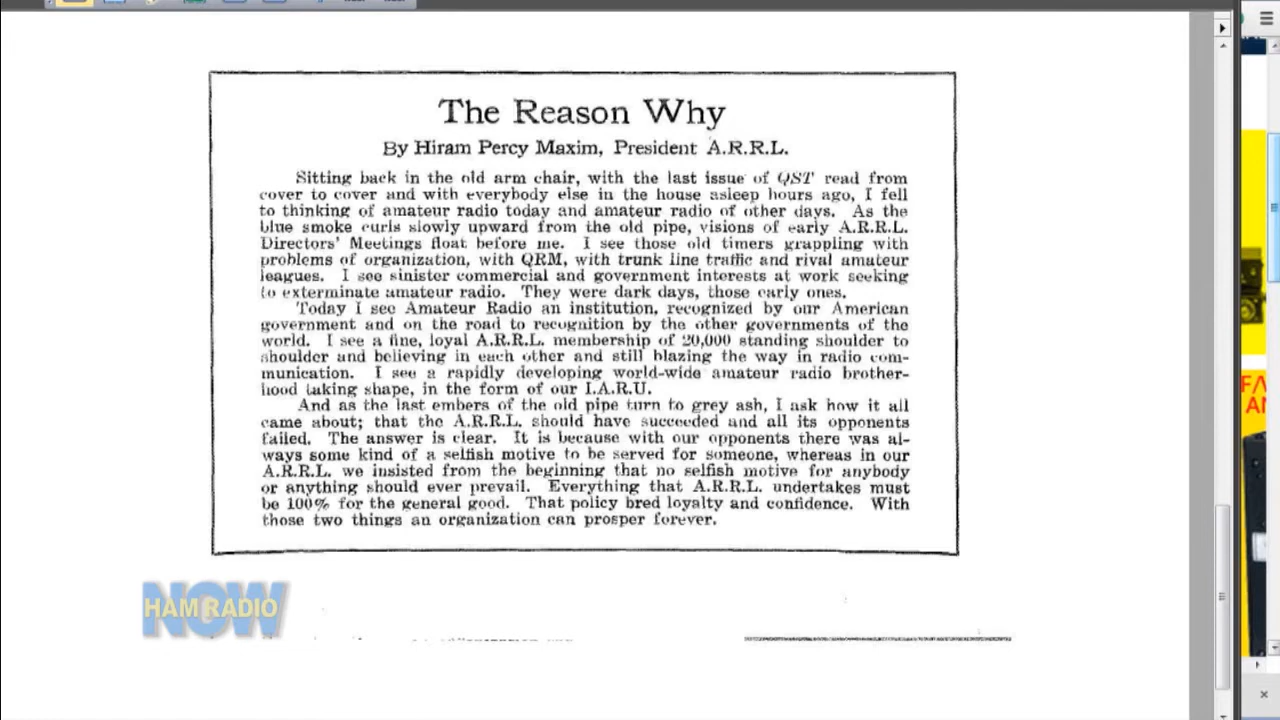 The Reason Why
By Hiram Percy Maxim, President A.R.R.L.
Sitting back in the old arm chair, with the last issue of QST read from
cover to cover and with everybody else in the house asleep hours ago, I fell
to thinking of amateur radio today and amateur radio of other days. As the
blue smoke curls slowly upward from the old pipe, visions of early A.R.R.L.
Directors' Meetings float before me. I see those old timers grappling with
problems of organization, with QRM, with trunk line traffic and rival amateur
leagues. I see sinister commercial and government interests at work seeking
to exterminate amateur radio. They were dark days, those early ones.
Today I see Amateur Radio an institution, recognized by our American
government and on the road to recognition by the other governments of the
world. I see a fine, loyal A.R.R.L. membership of 20,000 standing shoulder to
shoulder and believing in each other and still blazing the way in radio com-
munication. I see a rapidly developing world-wide amateur radio brother-
hood taking shape, in the form of our I.A.R.U.
And as the last embers of the old pipe turn to grey ash, I ask how it all
came about; that the A.R.R.L. should have succeeded and all its opponents
failed. The answer is clear. It is because with our opponents there was al-
ways some kind of a selfish motive to be served for someone, whereas in our
A.R.R.L. we insisted from the beginning that no selfish motive for anybody
or anything should ever prevail. Everything that A.R.R.L. undertakes must
be 100% for the general good. That policy bred loyalty and confidence. With
those two things an organization can prosper forever.
NOW
HAM RADIO
FA
AN